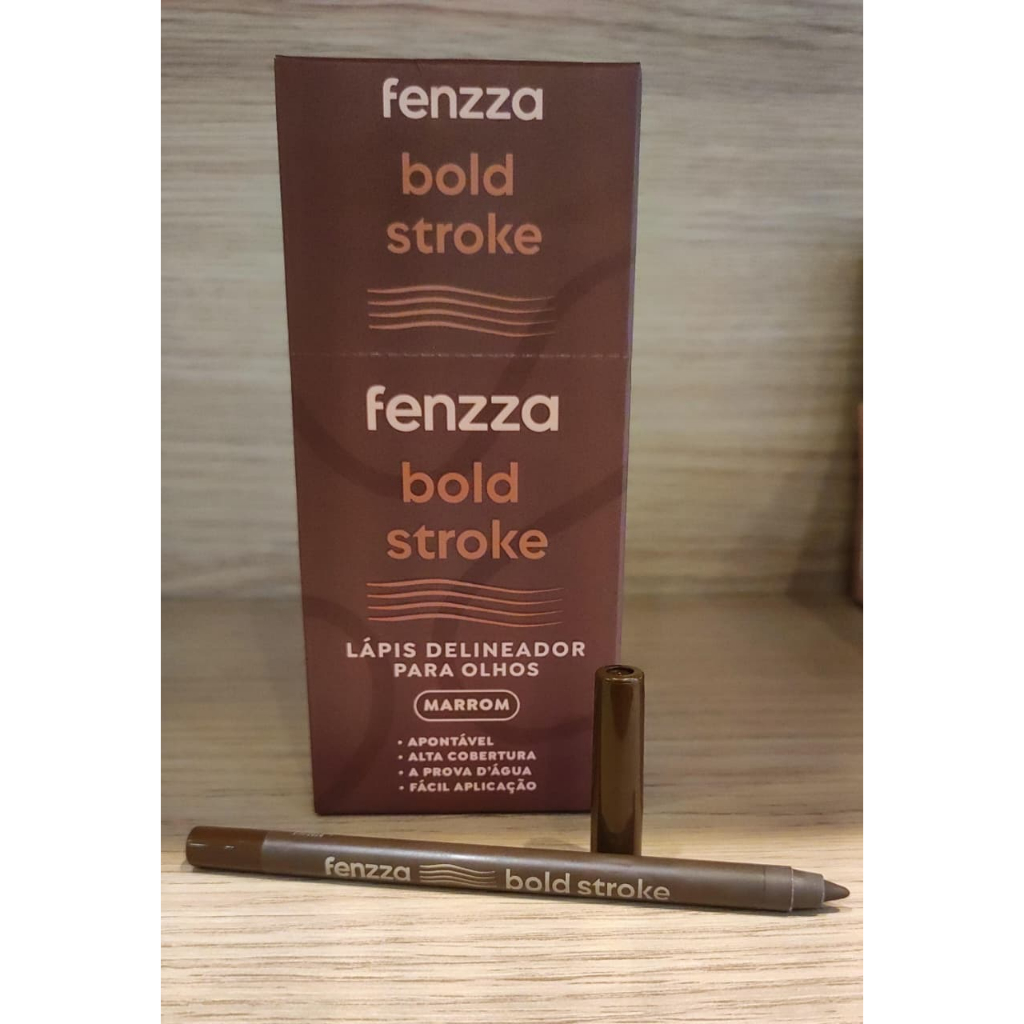 fenzza
bold
stroke
fenzza
bold
stroke
LÁPIS DELINEADOR
PARA OLHOS
MARROM
• APONTÁVEL
• ALTA COBERTURA
• A PROVA D'ÁGUA
• FÁCIL APLICAÇÃO
fenzza bold stroke